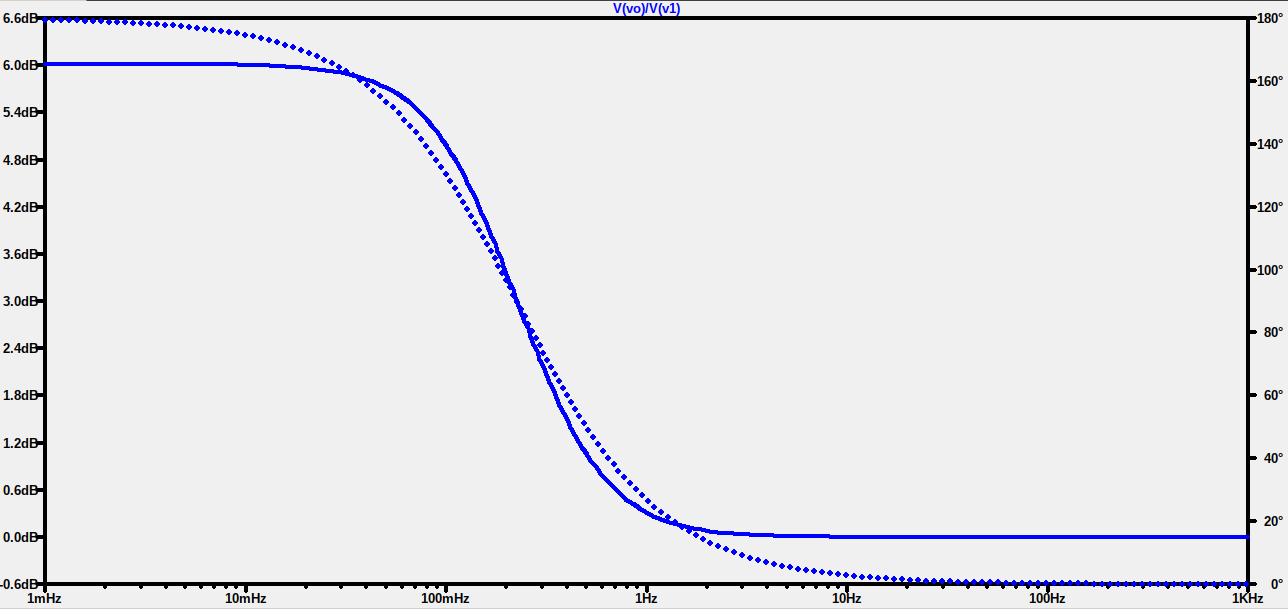 V(vo)/V(v1)
6.6dB
6.0dB
5.4dB
4.8dB
4.2dB
3.6dB
3.0dB
2.4dB
1.8dB
1.2dB
0.6dB
0.0dB
-0.6dB
180°
160°
140°
120°
100°
80°
60°
40°
20°
0°
1mHz 10mHz 100mHz 1Hz 10Hz 100Hz 1KHz